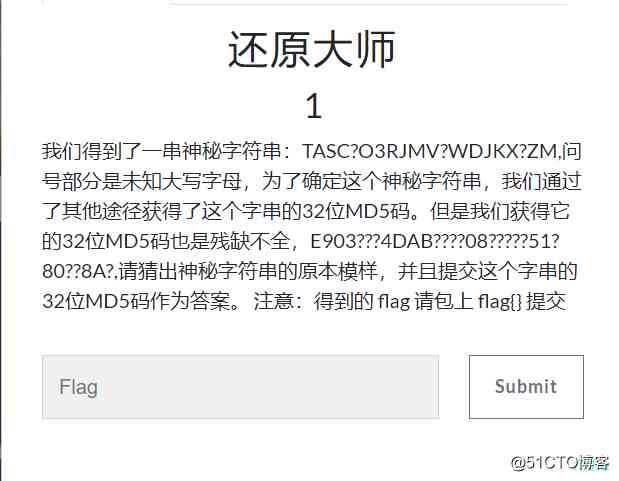 还原大师
1
我们得到了一串神秘字符串：TASC?O3RJMV?WDJKX?ZM,问
号部分是未知大写字母，为了确定这个神秘字符串，我们通过
了其他途径获得了这个字串的32位MD5码。但是我们获得它
的32位MD5码也是残缺不全，E903???4DAB????08?????51?
80??8A?,请猜出神秘字符串的原本模样，并且提交这个字串的
32位MD5码作为答案。 注意：得到的 flag 请包上 flag{} 提交
Flag
Submit
@51CTO博客